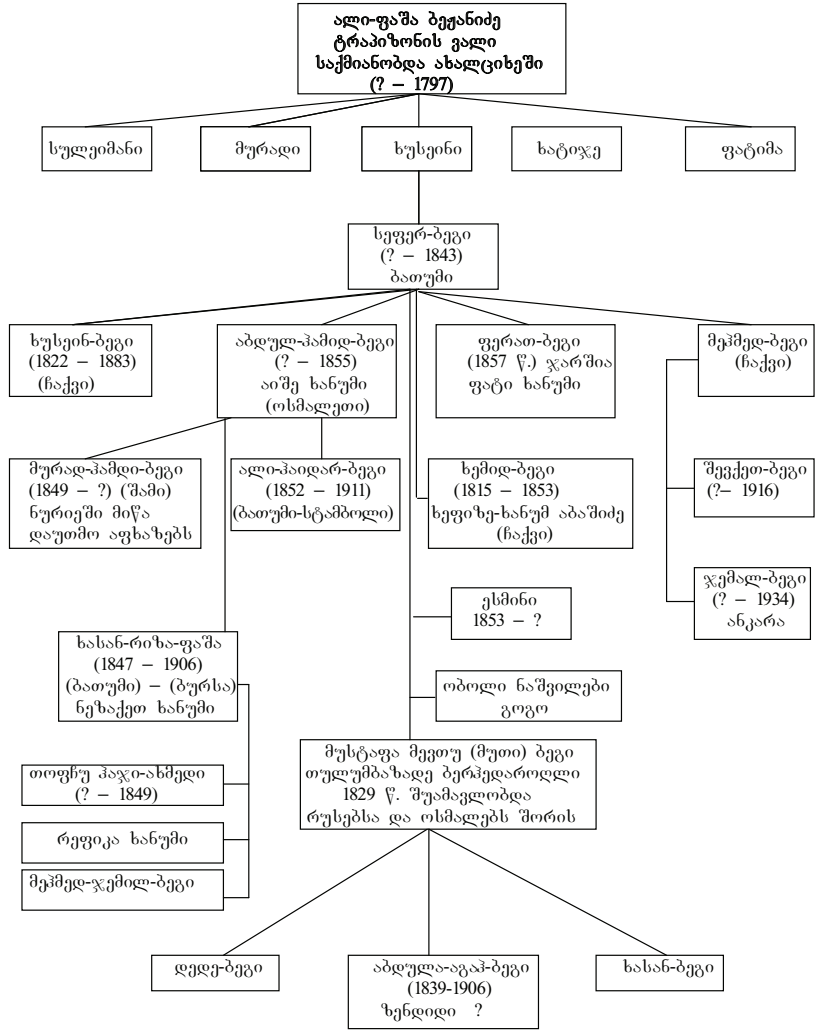 ალი-ფაშა ბეჟანიძე
ტრაპიზონის ვალი
საქმიანობდა ახალციხეში
(? – 1797)
სულეიმანი
მურადი
ხუსეინი
ხატიჯე
ფატიმა
სეფერ-ბეგი
(? – 1843)
ბათუმი
ხუსეინ-ბეგი
(1822 – 1883)
(ჩაქვი)
აბდულ-ჰამიდ-ბეგი
(? – 1855)
აიშე ხანუმი
(ოსმალეთი)
ფერათ-ბეგი
(1857 წ.) ჯარშია
ფატი ხანუმი
მეჰმედ-ბეგი
(ჩაქვი)
მურად-ჰამდი-ბეგი
(1849 – ?) (შამი)
ნურიეში მიწა
დაუთმო აფხაზებს
ალი-ჰაიდარ-ბეგი
(1852 – 1911)
(ბათუმი-სტამბოლი)
ხემიდ-ბეგი
(1815 – 1853)
ხეფიზე-ხანუმ აბაშიძე
(ჩაქვი)
შევქეთ-ბეგი
(?– 1916)
ესმინი
1853 – ?
ჯემალ-ბეგი
(? – 1934)
ანკარა
ხასან-რიზა-ფაშა
(1847 – 1906)
(ბათუმი) – (ბურსა)
ნეზაქეთ ხანუმი
ობოლი ნაშვილები
გოგო
მუსტაფა მევთუ (მუთი) ბეგი
თულუმბაზადე ბერჰედაროღლი
1829 წ. შუამავლობდა
რუსებსა და ოსმალებს შორის
თოფჩუ ჰაჯი-ახმედი
(? – 1849)
რეფიკა ხანუმი
მეჰმედ-ჯემილ-ბეგი
დედე-ბეგი
აბდულა-აგაჰ-ბეგი
(1839-1906)
ზენდიდი ?
ხასან-ბეგი